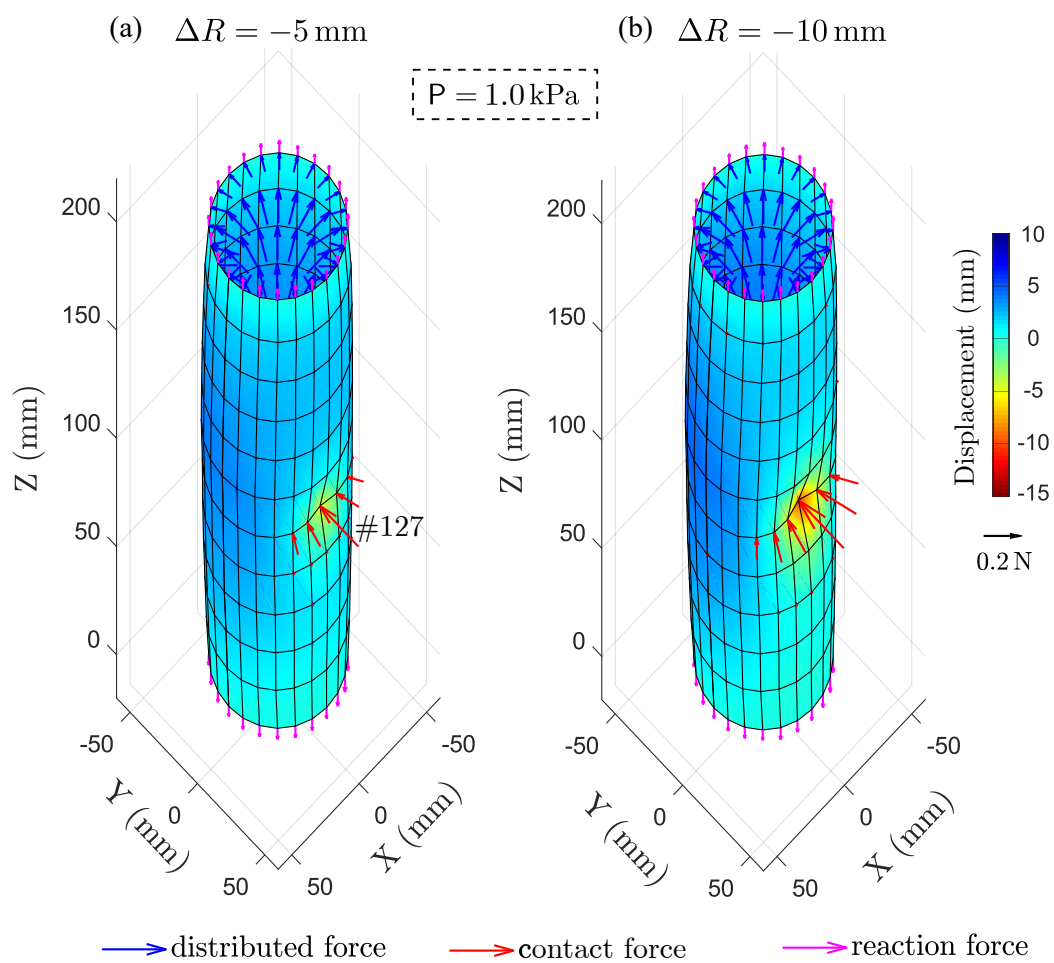 (a) ΔR = −5 mm
(b) ΔR = −10 mm
P = 1.0 kPa
200
150
100
50
0
Z (mm)
#127
-50
0
50
Y (mm)
-50
0
50
X (mm)
200
150
100
50
0
Z (mm)
-50
0
50
Y (mm)
-50
0
50
X (mm)
Displacement (mm)
10
5
0
-5
-10
-15
0.2 N
distributed force
contact force
reaction force